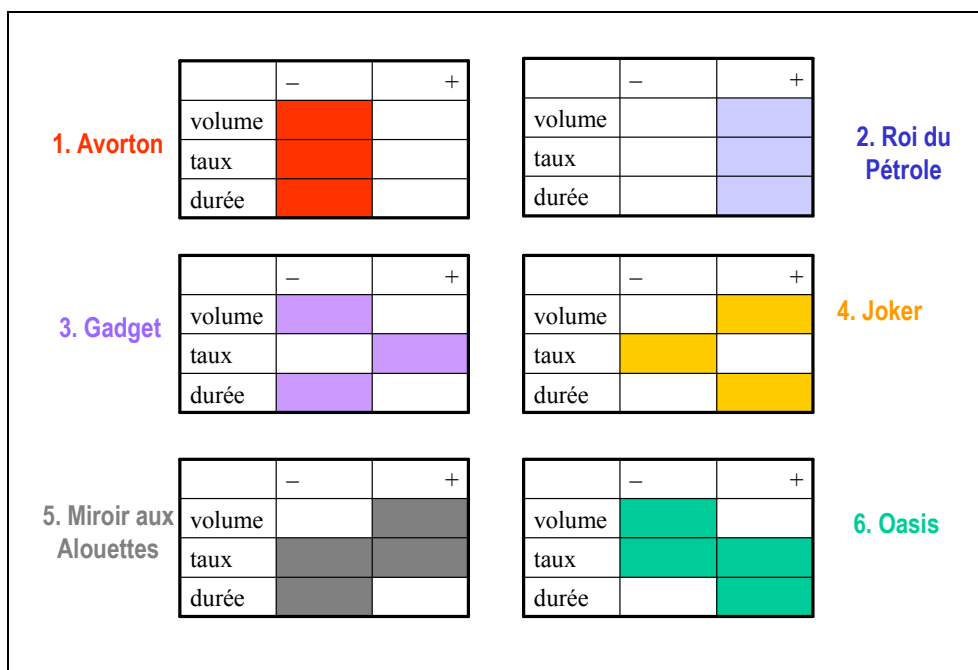 – +
volume
1. Avorton
taux
durée
– +
volume
2. Roi du
Pétrole
taux
durée
– +
volume
3. Gadget
taux
durée
– +
volume
4. Joker
taux
durée
– +
5. Miroir aux
Alouettes
volume
taux
durée
– +
volume
6. Oasis
taux
durée